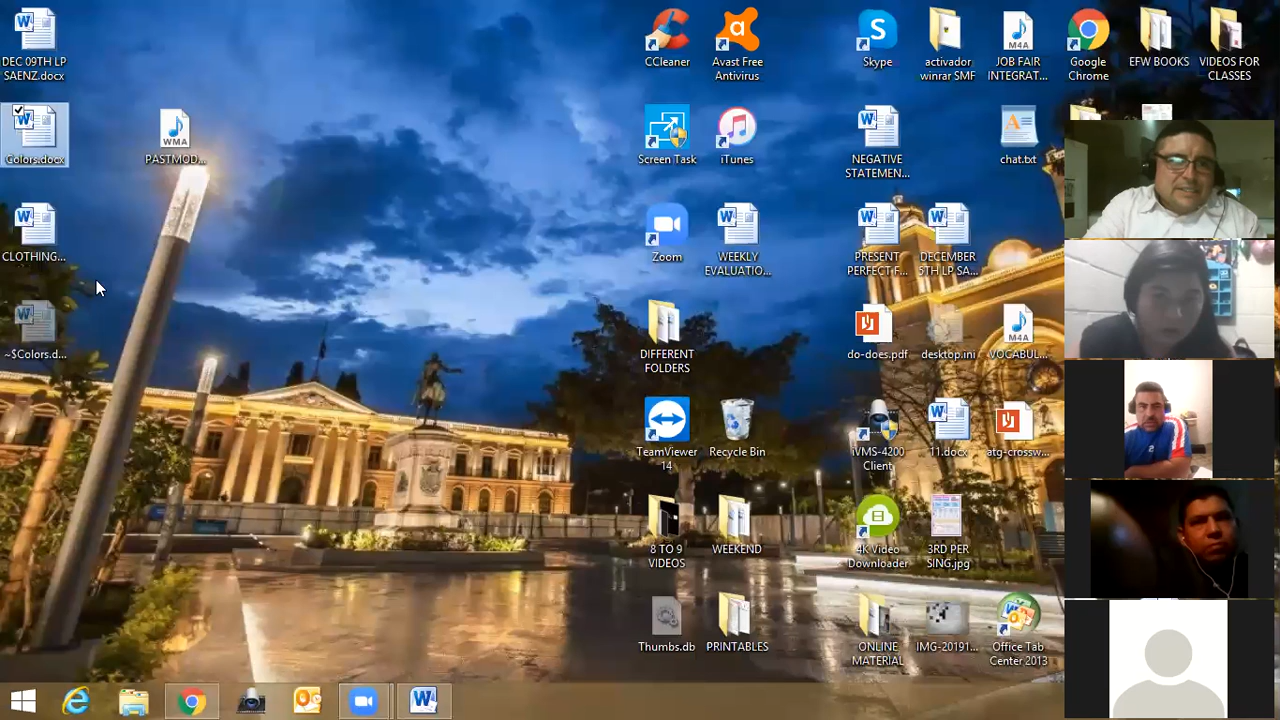 DEC 09TH LP
SAENZ.docx
CCleaner
Avast Free
Antivirus
Skype
activador
winrar SMF
M4A
JOB FAIR
INTEGRAT...
Google
Chrome
EFW BOOKS
VIDEOS FOR
CLASSES
Colors.docx
WMA
PASTMOD...
Screen Task
iTunes
NEGATIVE
STATEMEN...
chat.txt
CLOTHING...
Zoom
WEEKLY
EVALUATIO...
PRESENT
PERFECT F...
DECEMBER
5TH LP SA...
~$Colors.d...
DIFFERENT
FOLDERS
do-does.pdf
desktop.ini
M4A
VOCABUL...
TeamViewer
14
Recycle Bin
iVMS-4200
Client
11.docx
atg-crossw...
8 TO 9
VIDEOS
WEEKEND
4K Video
Downloader
3RD PER
SING.jpg
Thumbs.db
PRINTABLES
ONLINE
MATERIAL
IMG-20191...
Office Tab
Center 2013